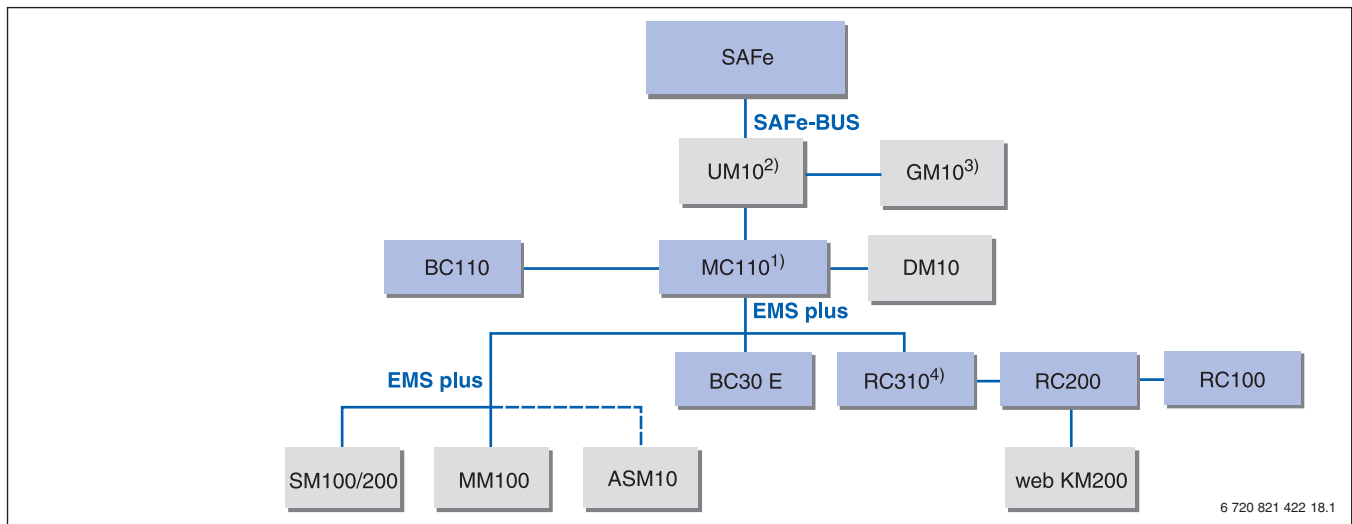 SAFe
SAFe-BUS
UM10²⁾
GM10³⁾
BC110
MC110¹⁾
DM10
EMS plus
EMS plus
BC30 E
RC310⁴⁾
RC200
RC100
SM100/200
MM100
ASM10
web KM200
6 720 821 422 18.1